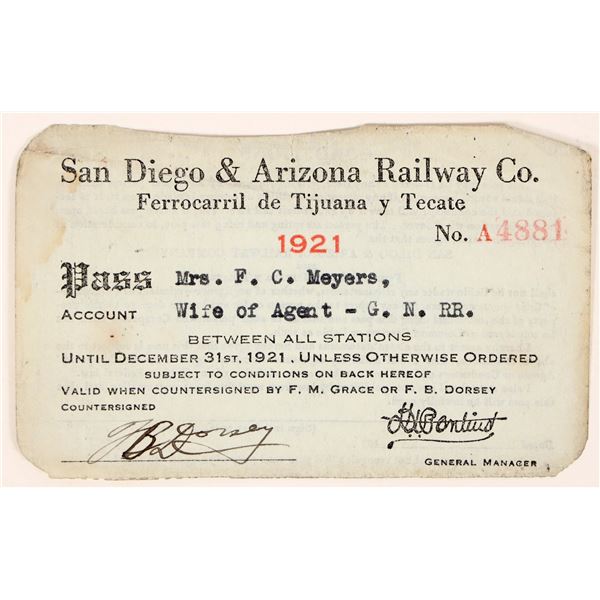 San Diego & Arizona Railway Co.
Ferrocarril de Tijuana y Tecate
1921
No. A4881
Pass Mrs. F. C. Meyers,
ACCOUNT Wife of Agent - G. N. RR.
BETWEEN ALL STATIONS
UNTIL DECEMBER 31ST, 1921, UNLESS OTHERWISE ORDERED
SUBJECT TO CONDITIONS ON BACK HEREOF
VALID WHEN COUNTERSIGNED BY F. M. GRACE OR F. B. DORSEY
COUNTERSIGNED
F B Dorsey
GENERAL MANAGER